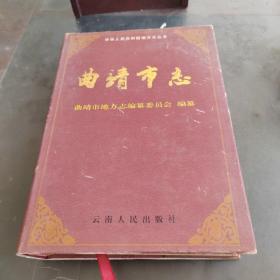 中华人民共和国地方志丛书
曲靖市志
曲靖市地方志编纂委员会 编纂
云南人民出版社